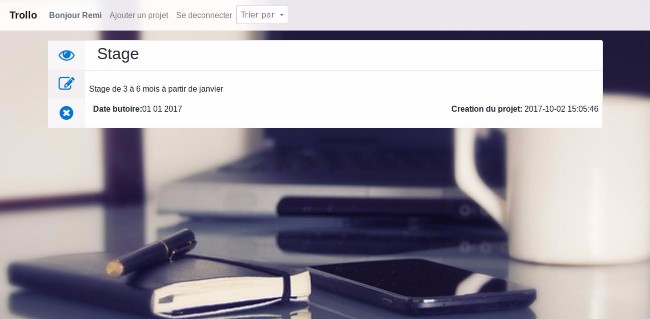 Trollo Bonjour Remi Ajouter un projet Se deconnecter Trier par
Stage
Stage de 3 à 6 mois à partir de janvier
Date butoire:01 01 2017 Creation du projet: 2017-10-02 15:05:46